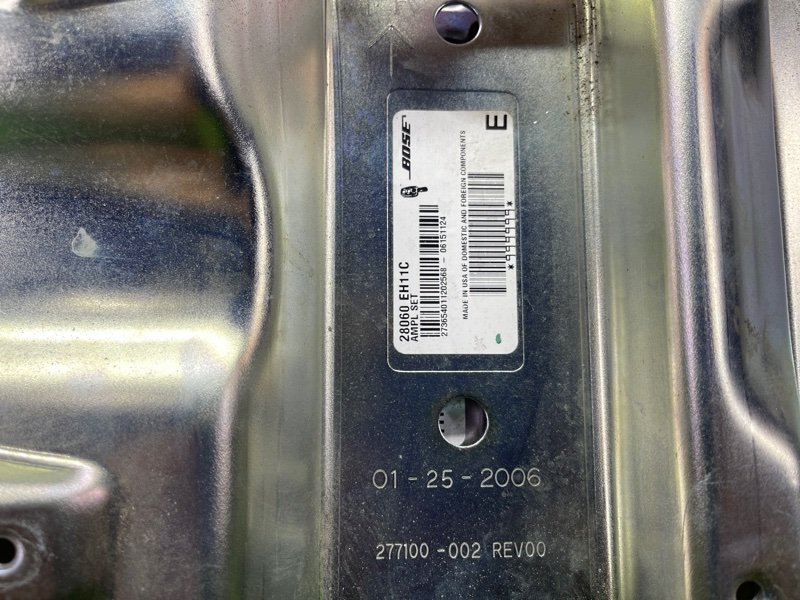 BOSE
28060 EH11C
AMPL SET
273654011202568 - 06151124
MADE IN USA OF DOMESTIC AND FOREIGN COMPONENTS
E
01-25-2006
277100-002 REV00